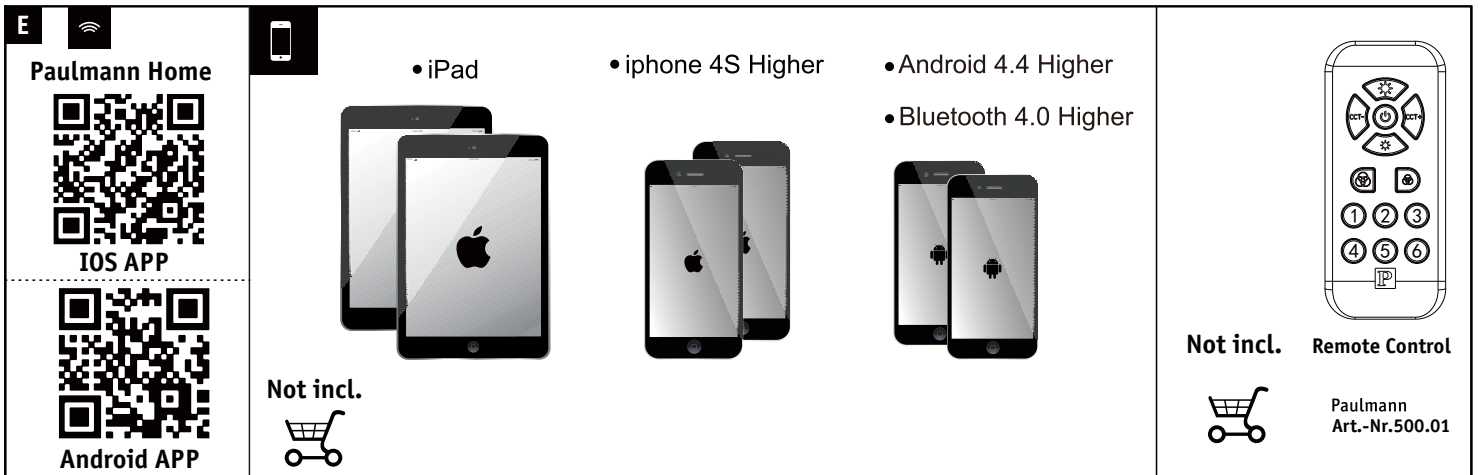 E
Paulmann Home
IOS APP
Android APP
• iPad
• iphone 4S Higher
• Android 4.4 Higher
• Bluetooth 4.0 Higher
Not incl.
CCT- CCT+
1 2 3
4 5 6
P
Not incl.
Remote Control
Paulmann
Art.-Nr.500.01